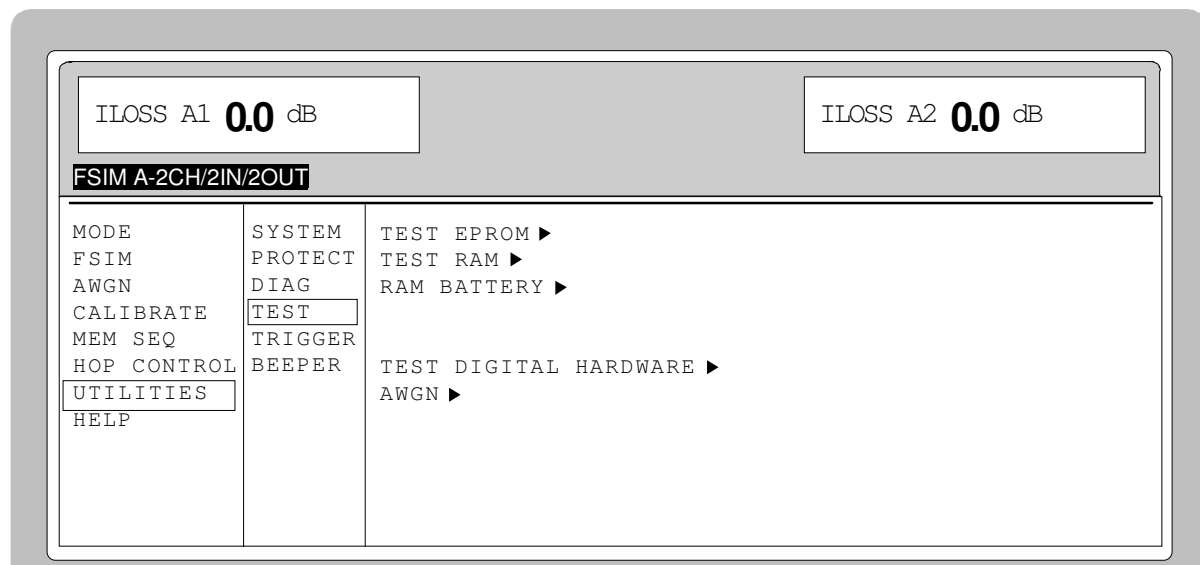 ILOSS A1 0.0 dB
ILOSS A2 0.0 dB
FSIM A-2CH/2IN/2OUT
MODE
FSIM
AWGN
CALIBRATE
MEM SEQ
HOP CONTROL
UTILITIES
HELP
SYSTEM
PROTECT
DIAG
TEST
TRIGGER
BEEPER
TEST EPROM ▶
TEST RAM ▶
RAM BATTERY ▶
TEST DIGITAL HARDWARE ▶
AWGN ▶